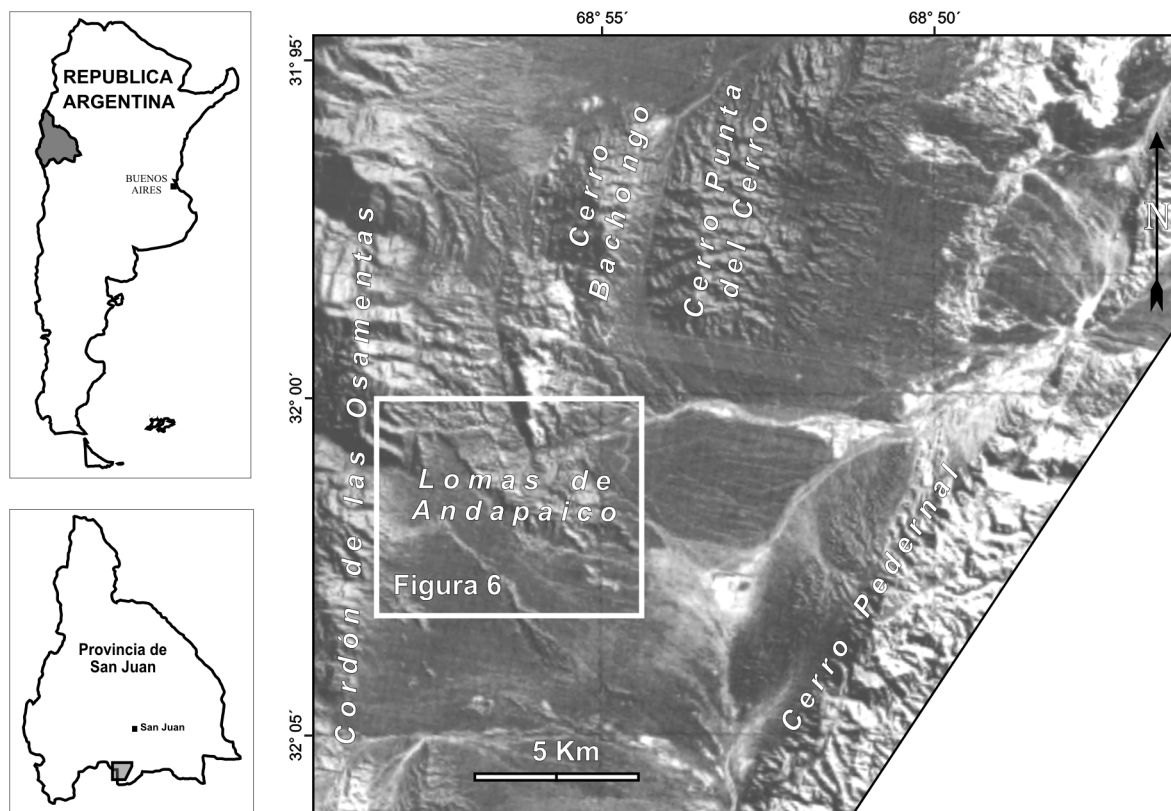 REPUBLICA
ARGENTINA
BUENOS
AIRES
Provincia de
San Juan
San Juan
68° 55´
68° 50´
31° 95´
32° 00´
32° 05´
Cerro
Bachongo
Cerro Punta
del Cerro
N
Cordón de las Osamentas
Lomas de
Andapaico
Figura 6
Cerro Pedernal
5 Km